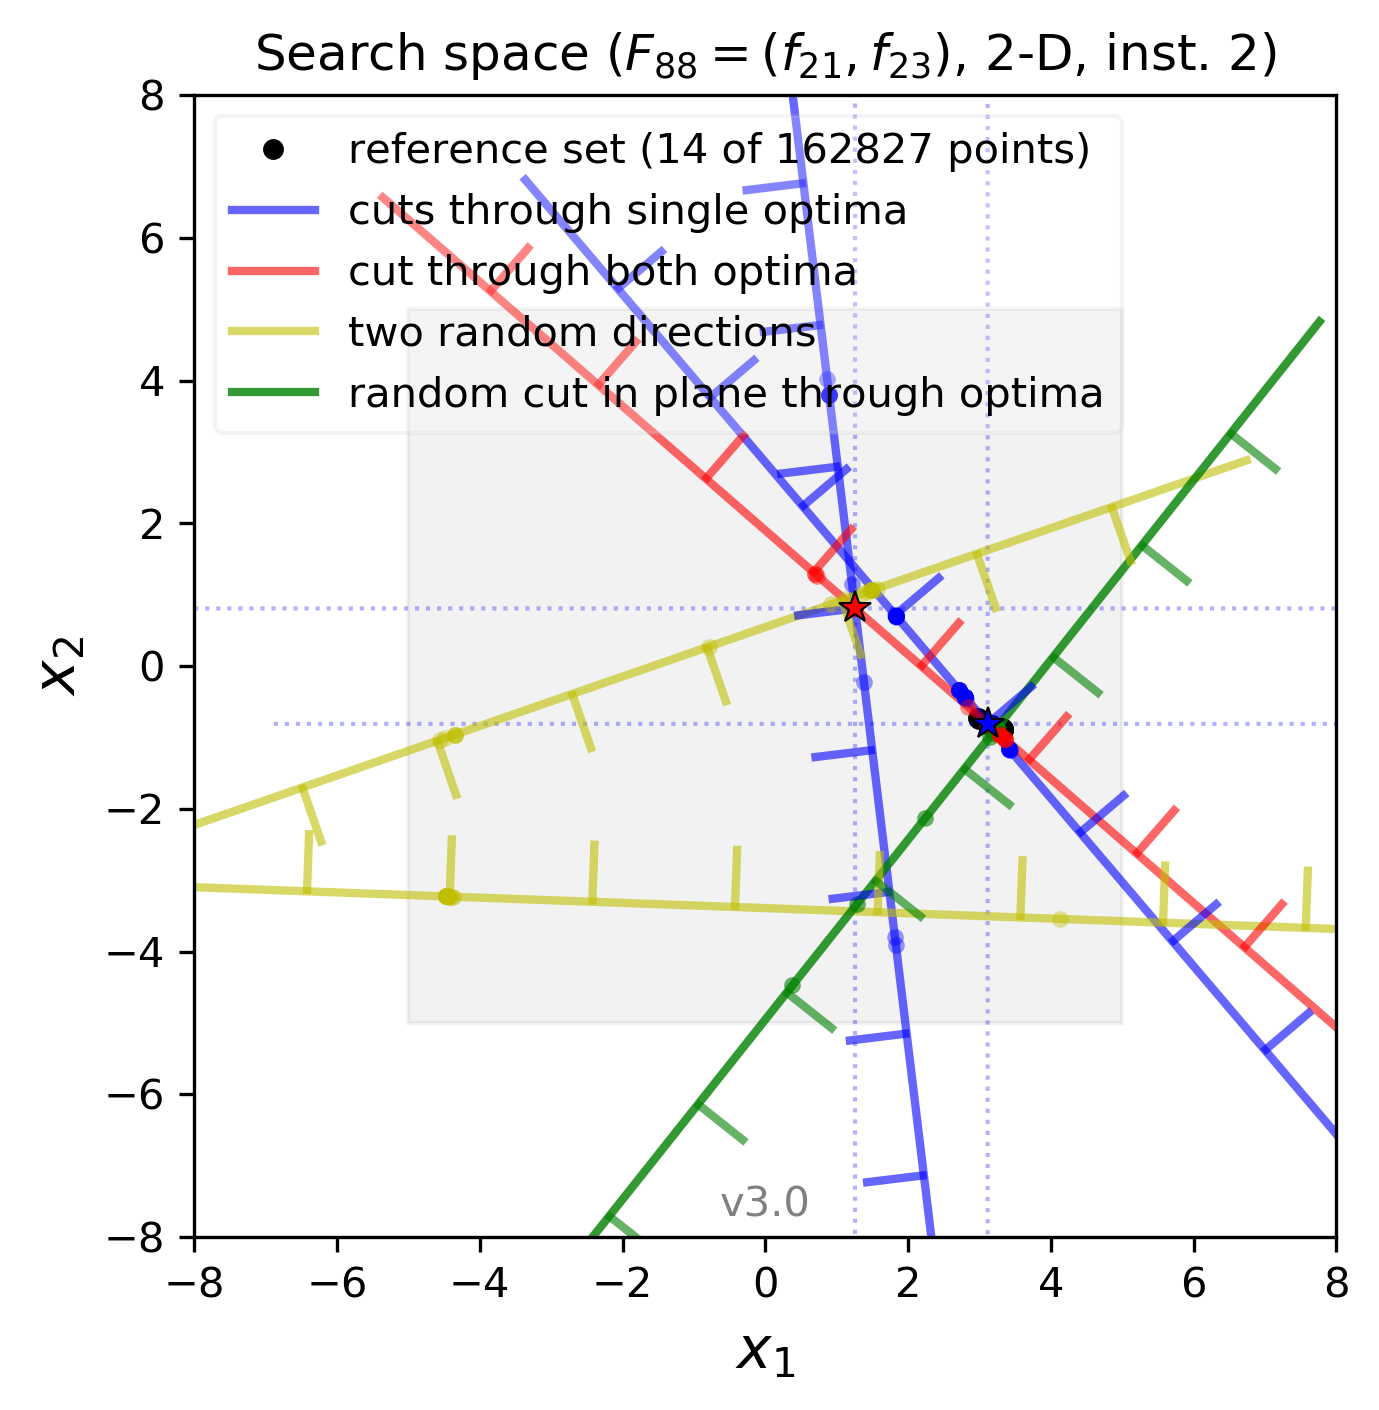 Search space (F₈₈ = (f₂₁, f₂₃), 2-D, inst. 2)
reference set (14 of 162827 points)
cuts through single optima
cut through both optima
two random directions
random cut in plane through optima
8
6
4
2
0
−2
−4
−6
−8
x₂
v3.0
−8 −6 −4 −2 0 2 4 6 8
x₁